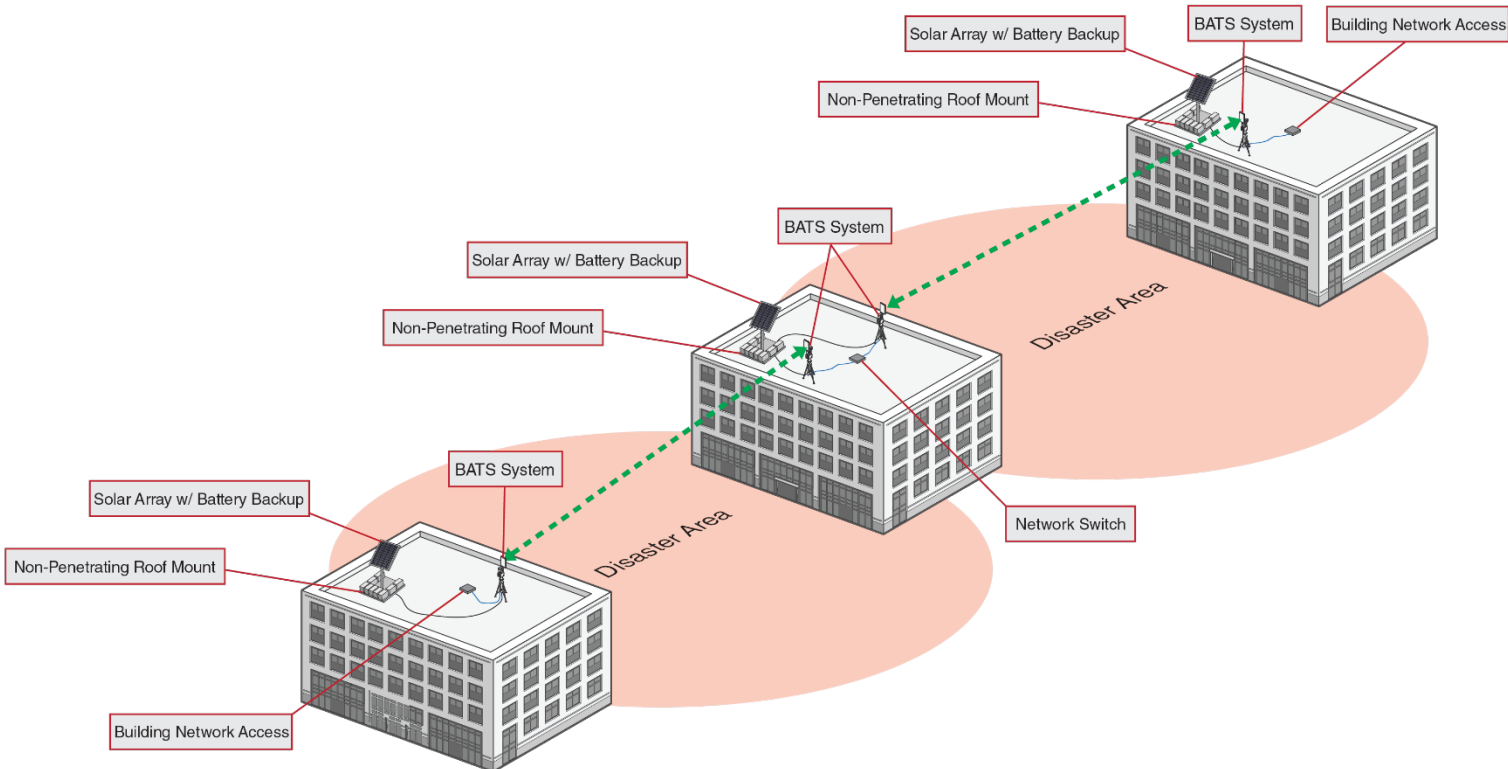 BATS System
Building Network Access
Solar Array w/ Battery Backup
Non-Penetrating Roof Mount
BATS System
Solar Array w/ Battery Backup
Disaster Area
Non-Penetrating Roof Mount
BATS System
Solar Array w/ Battery Backup
Network Switch
Disaster Area
Non-Penetrating Roof Mount
Building Network Access